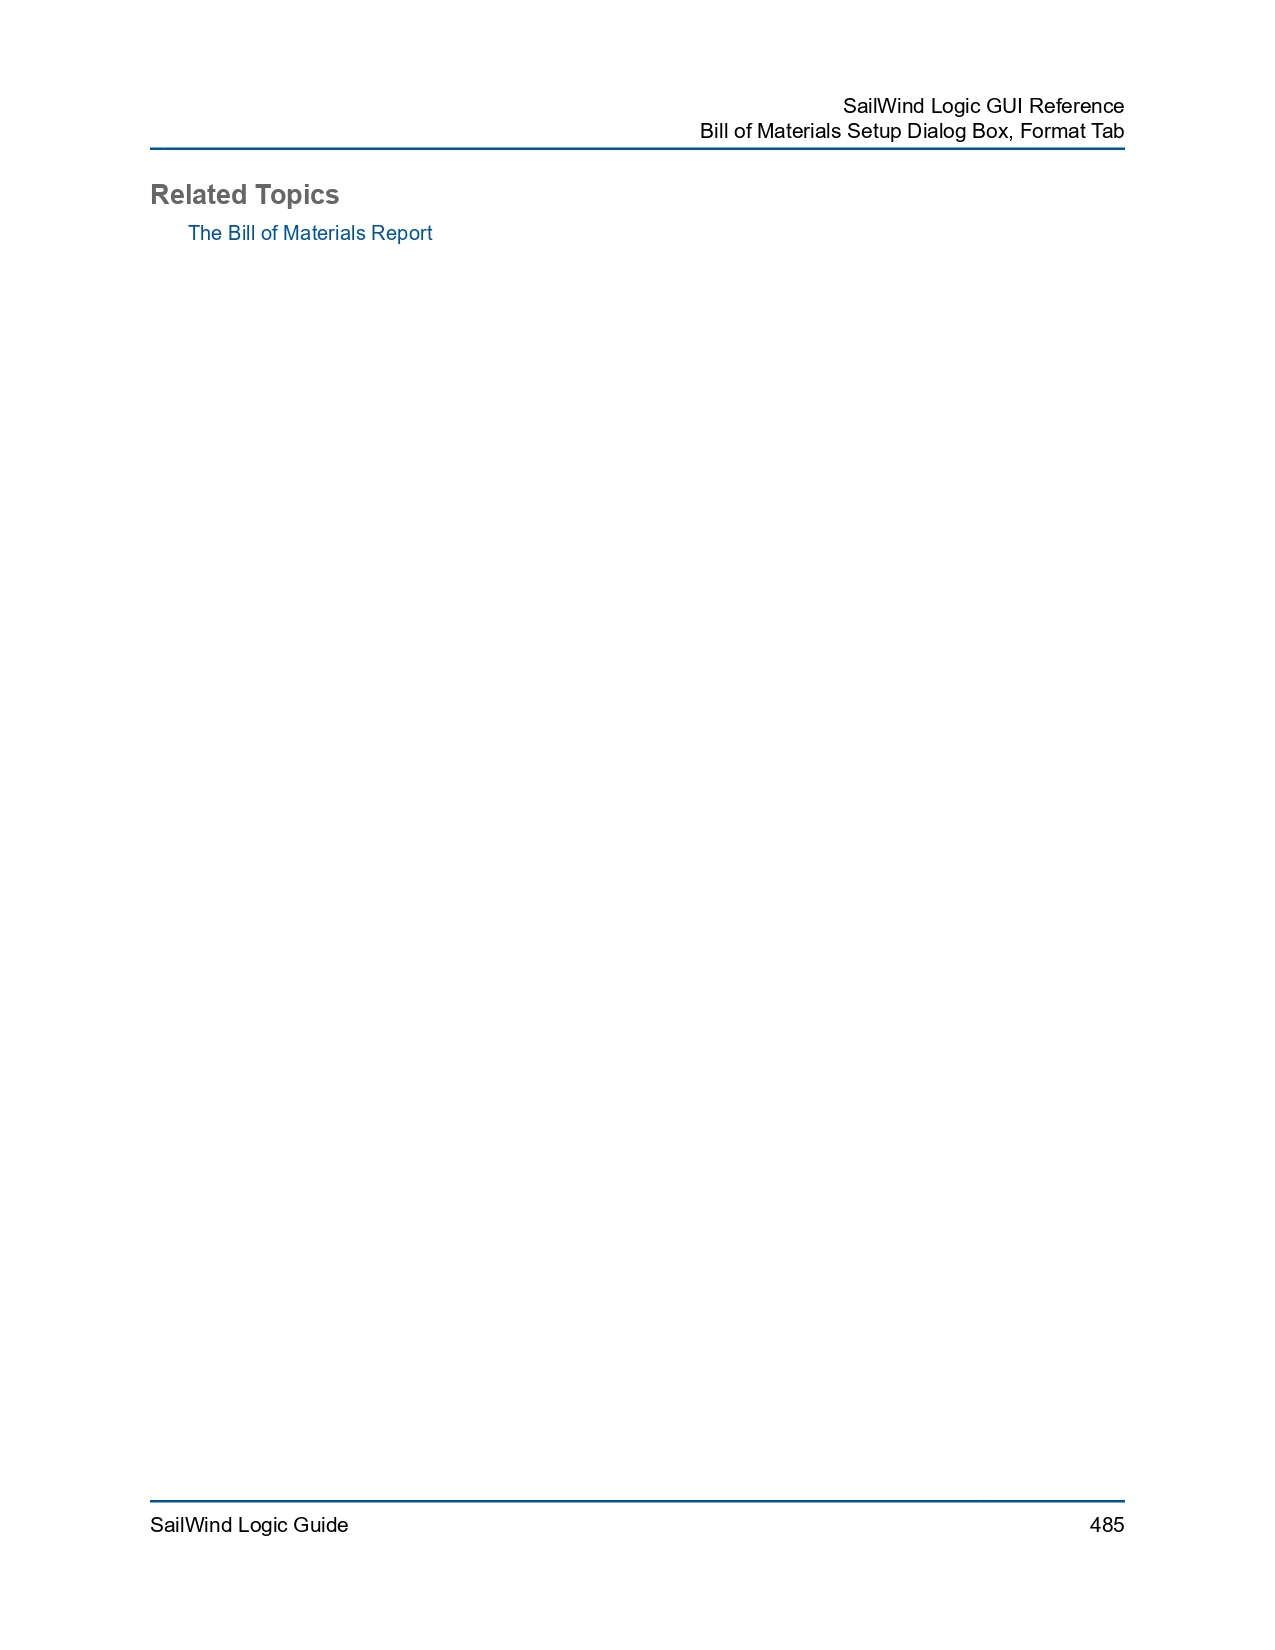 SailWind Logic GUI Reference
Bill of Materials Setup Dialog Box, Format Tab
Related Topics
The Bill of Materials Report
SailWind Logic Guide 485